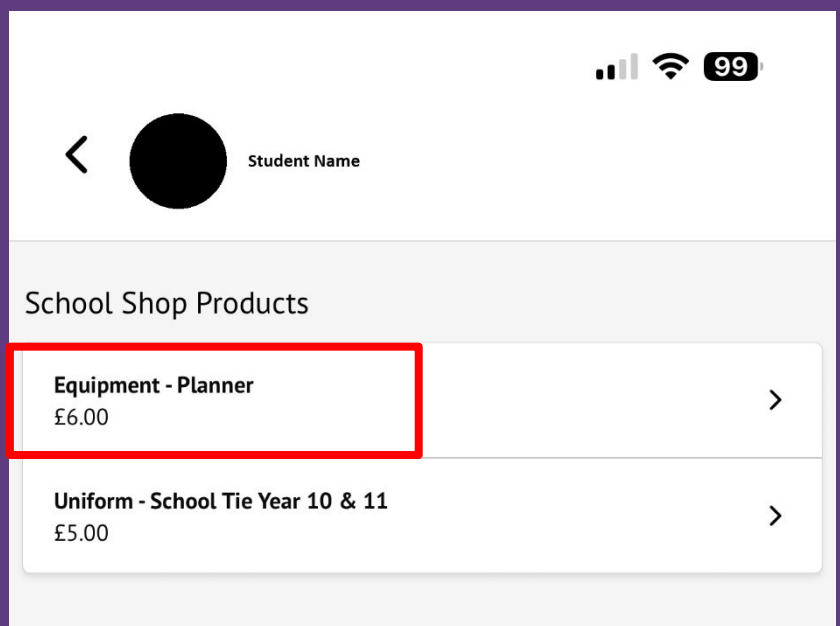 99
Student Name
School Shop Products
Equipment - Planner
£6.00
Uniform - School Tie Year 10 & 11
£5.00